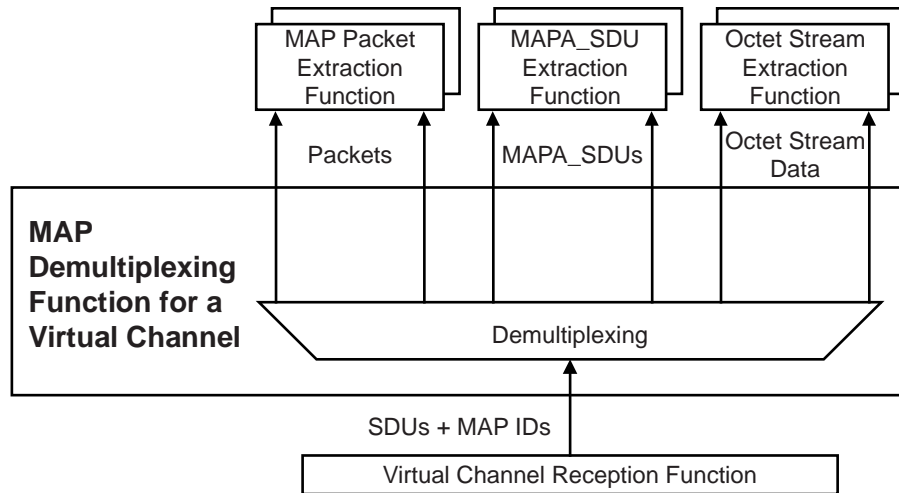 MAP Packet
Extraction
Function
MAPA_SDU
Extraction
Function
Octet Stream
Extraction
Function
Packets
MAPA_SDUs
Octet Stream
Data
MAP
Demultiplexing
Function for a
Virtual Channel
Demultiplexing
SDUs + MAP IDs
Virtual Channel Reception Function